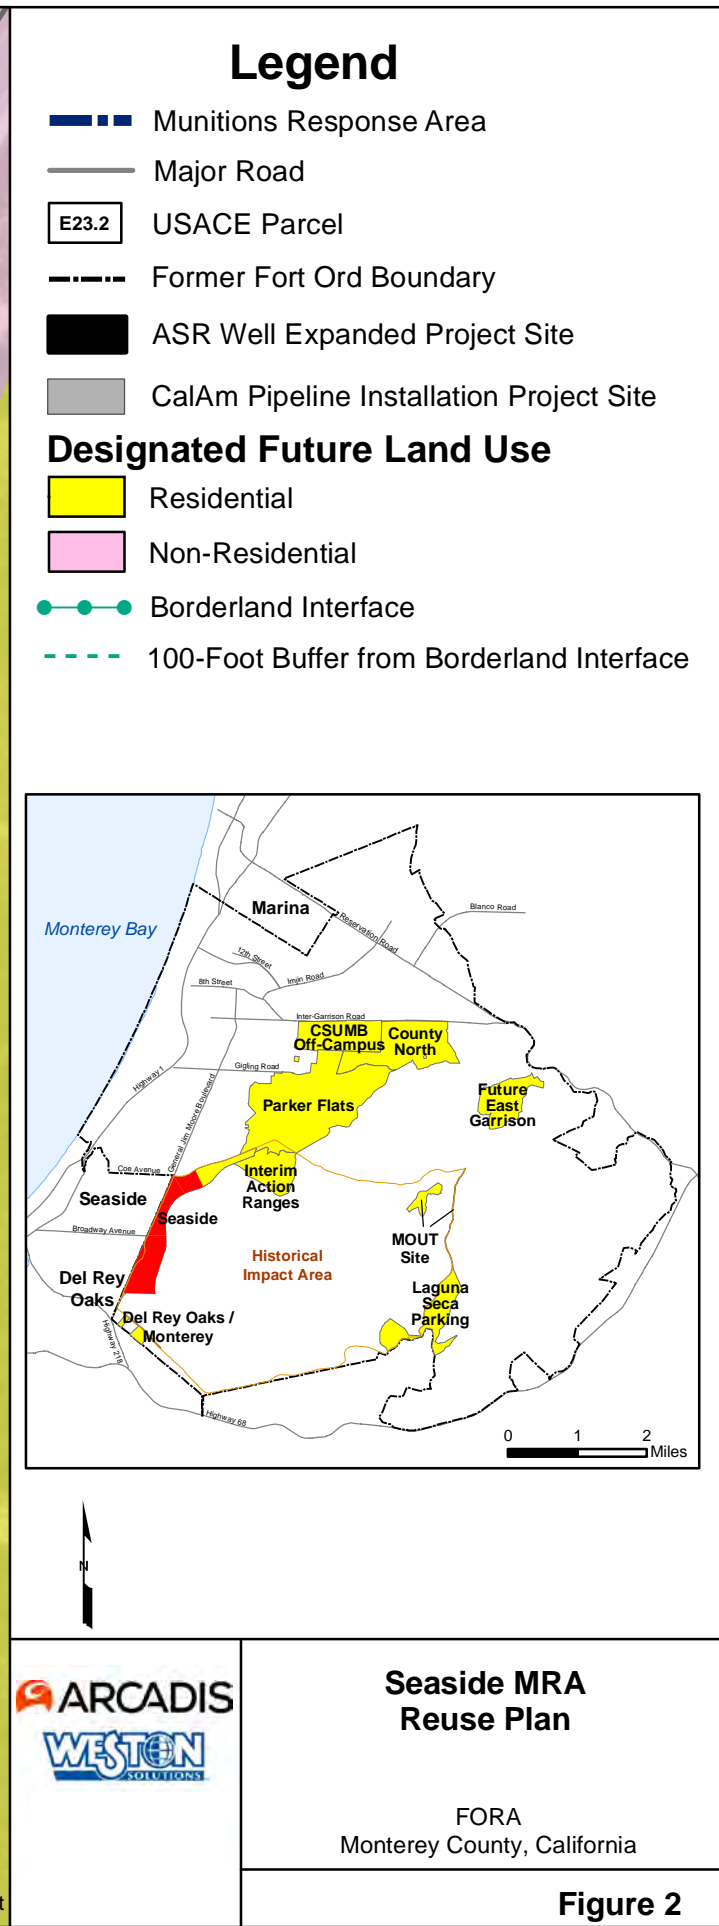 Legend
Munitions Response Area
Major Road
E23.2
USACE Parcel
Former Fort Ord Boundary
ASR Well Expanded Project Site
CalAm Pipeline Installation Project Site
Designated Future Land Use
Residential
Non-Residential
Borderland Interface
100-Foot Buffer from Borderland Interface
Monterey Bay
Marina
Reservation Road
Blanco Road
12th Street
8th Street
Imjin Road
Inter-Garrison Road
CSUMB
Off-Campus
County
North
Highway 1
Gigling Road
General Jim Moore Boulevard
Parker Flats
Future
East
Garrison
Coe Avenue
Interim
Action
Ranges
Seaside
Seaside
Broadway Avenue
MOUT
Site
Historical
Impact Area
Del Rey
Oaks
Laguna
Seca
Parking
Del Rey Oaks /
Monterey
Highway 218
Highway 68
0 1 2
Miles
N
ARCADIS
WESTON
SOLUTIONS
Seaside MRA
Reuse Plan
FORA
Monterey County, California
Figure 2
t